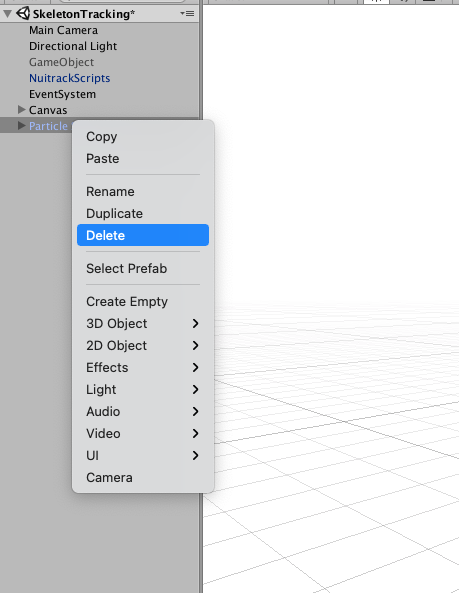 SkeletonTracking*
Main Camera
Directional Light
GameObject
NuitrackScripts
EventSystem
Canvas
Particle
Copy
Paste
Rename
Duplicate
Delete
Select Prefab
Create Empty
3D Object
2D Object
Effects
Light
Audio
Video
UI
Camera